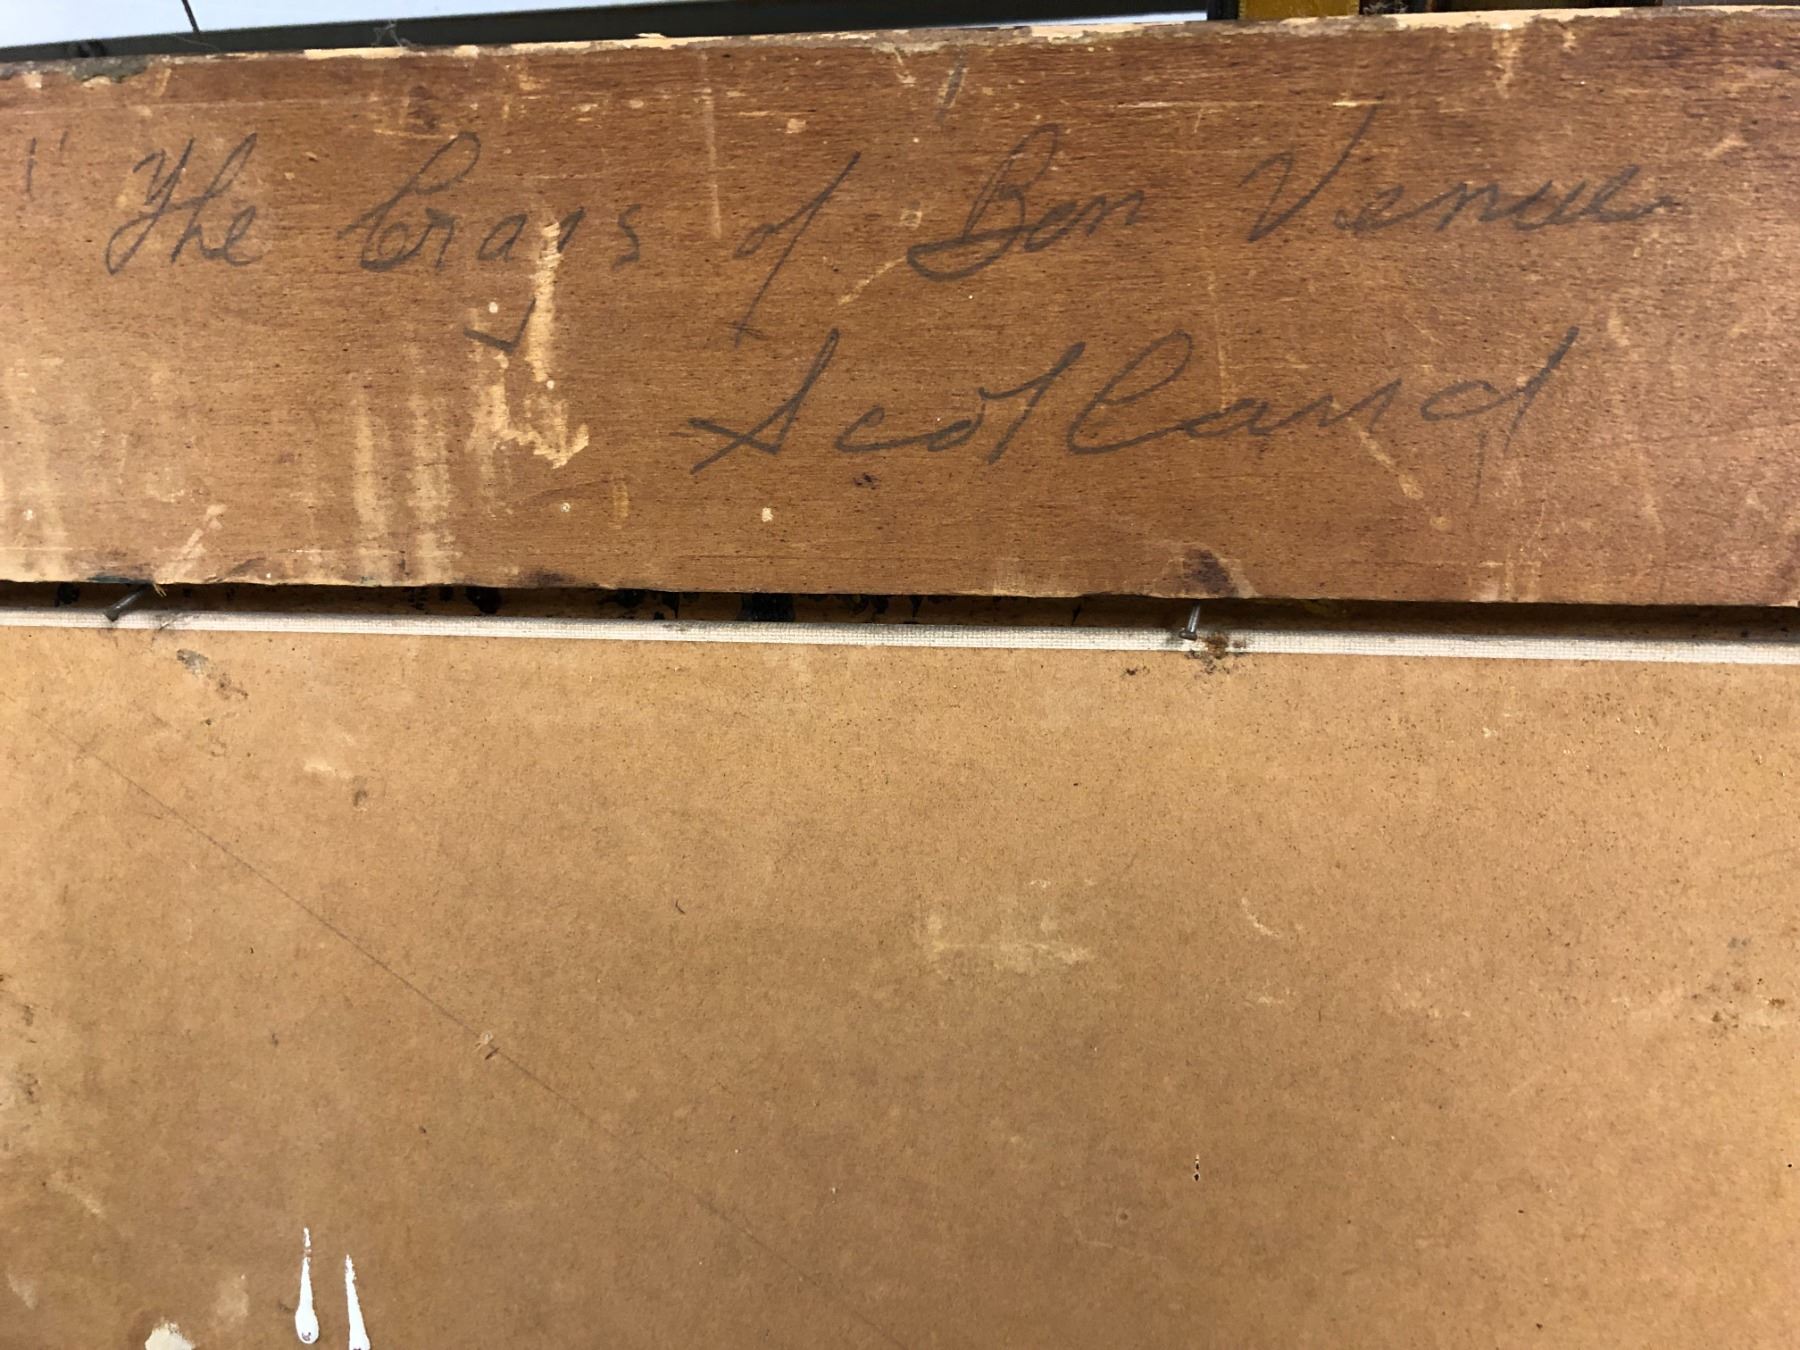 " The Crags of Ben Venue
Scotland